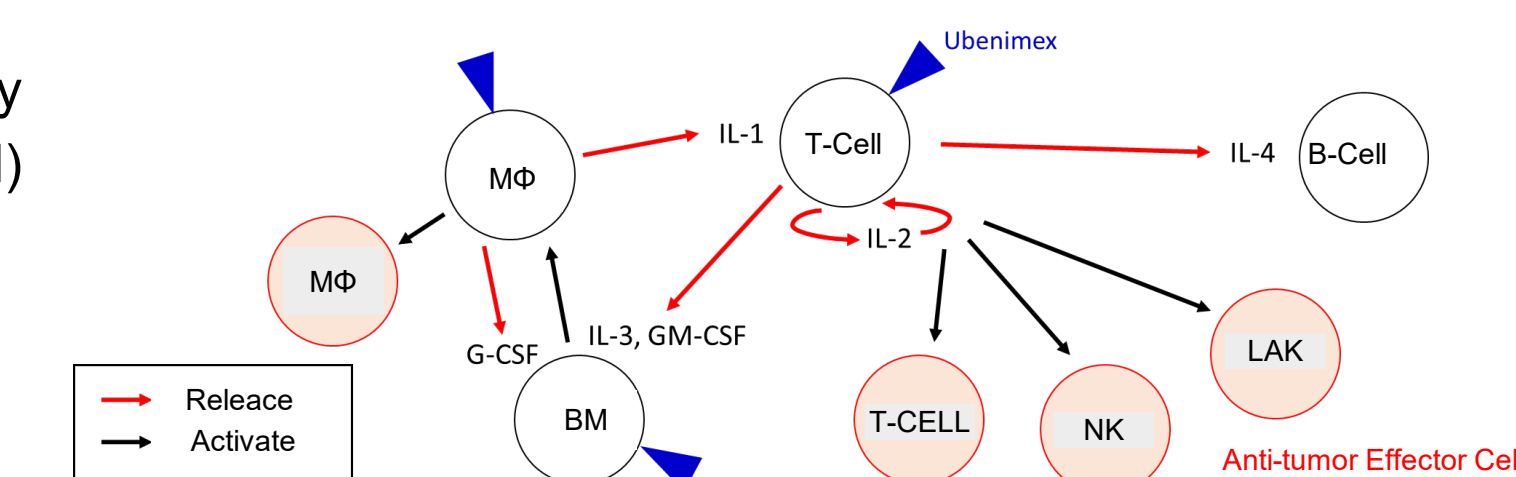 y
l)
Ubenimex
IL-1
T-Cell
IL-4
B-Cell
MΦ
IL-2
MΦ
IL-3, GM-CSF
G-CSF
LAK
Releace
Activate
BM
T-CELL
NK
Anti-tumor Effector Cel